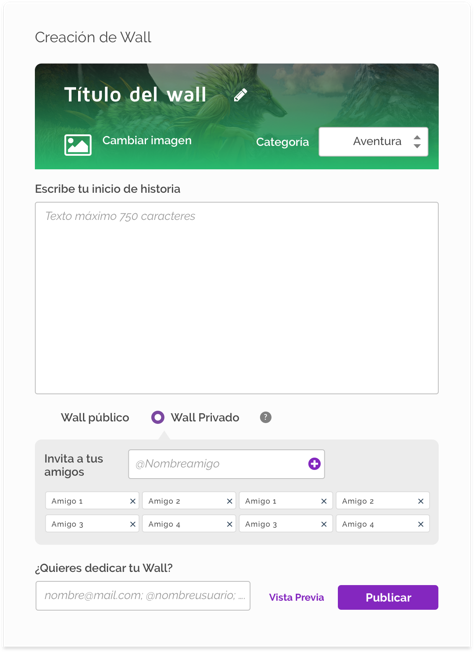 Creación de Wall
Título del wall
Cambiar imagen
Categoría
Aventura
Escribe tu inicio de historia
Texto máximo 750 caracteres
Wall público
Wall Privado
?
Invita a tus
amigos
@Nombreamigo
Amigo 1 ×
Amigo 2 ×
Amigo 1 ×
Amigo 2 ×
Amigo 3 ×
Amigo 4 ×
Amigo 3 ×
Amigo 4 ×
¿Quieres dedicar tu Wall?
nombre@mail.com; @nombreusuario; ...
Vista Previa
Publicar